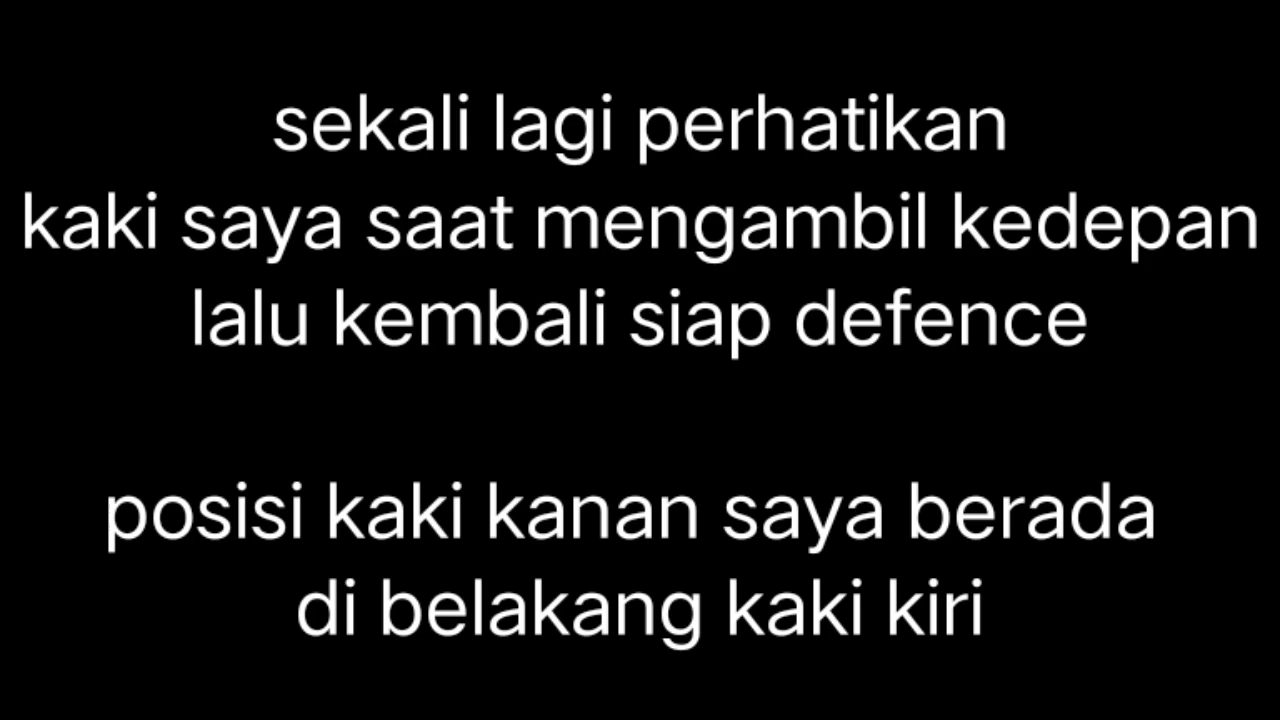 sekali lagi perhatikan
kaki saya saat mengambil kedepan
lalu kembali siap defence
posisi kaki kanan saya berada
di belakang kaki kiri